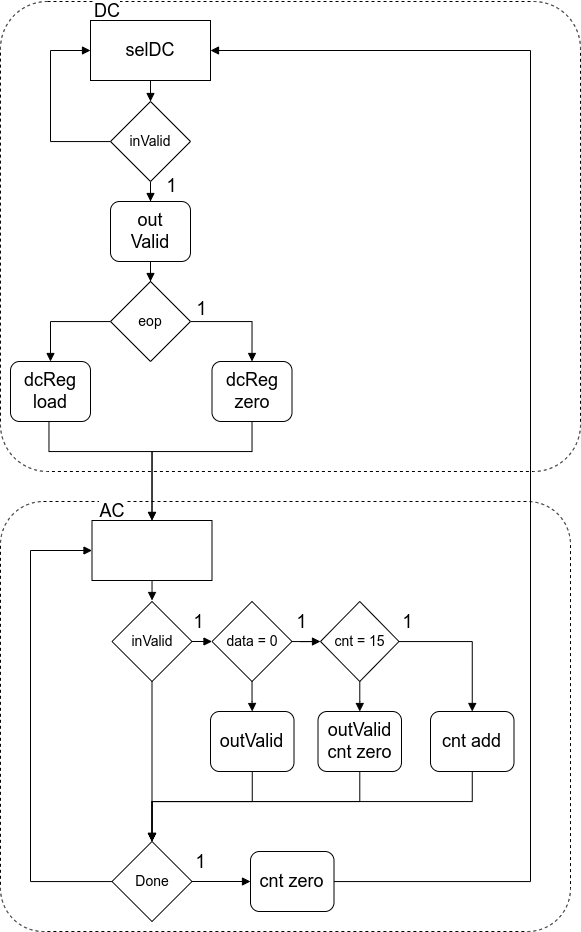 DC
selDC
inValid
1
out
Valid
eop
1
dcReg
load
dcReg
zero
AC
inValid
1
data = 0
1
cnt = 15
1
outValid
outValid
cnt zero
cnt add
Done
1
cnt zero